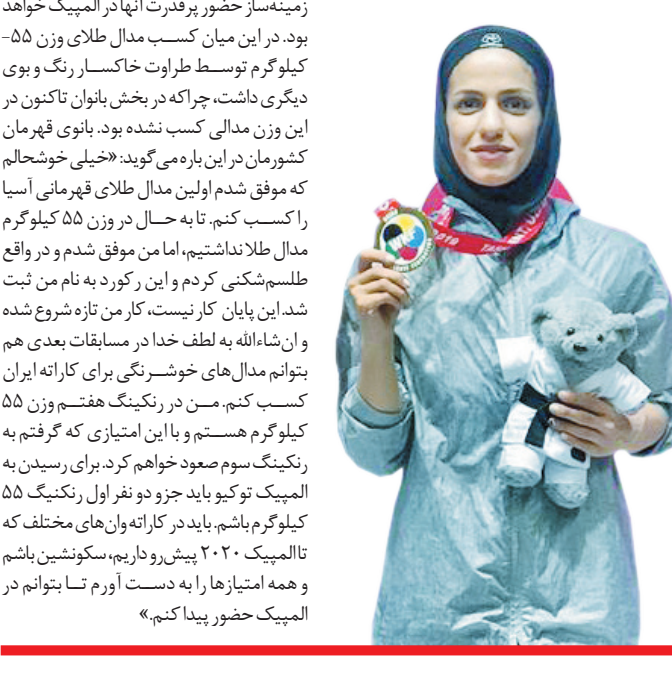 زمینه‌ساز حضور پرقدرت آنها در المپیک خواهد
بود. در این میان کسب مدال طلای وزن ۵۵-
کیلوگرم توسط طراوت خاکسار رنگ و بوی
دیگری داشت، چراکه در بخش بانوان تاکنون در
این وزن مدالی کسب نشده بود. بانوی قهرمان
کشورمان در این باره می‌گوید: «خیلی خوشحالم
که موفق شدم اولین مدال طلای قهرمانی آسیا
را کسب کنم. تا به حال در وزن ۵۵ کیلوگرم
مدال طلا نداشتیم، اما من موفق شدم و در واقع
طلسم‌شکنی کردم و این رکورد به نام من ثبت
شد. این پایان کار نیست، کار من تازه شروع شده
و ان‌شاءالله به لطف خدا در مسابقات بعدی هم
بتوانم مدال‌های خوشرنگی برای کاراته ایران
کسب کنم. من در رنکینگ هفتم وزن ۵۵
کیلوگرم هستم و با این امتیازی که گرفتم به
رنکینگ سوم صعود خواهم کرد. برای رسیدن به
المپیک توکیو باید جزو دو نفر اول رنکنیگ ۵۵
کیلوگرم باشم. باید در کاراته‌وان‌های مختلف که
تا المپیک ۲۰۲۰ پیش‌رو داریم، سکونشین باشم
و همه امتیازها را به دست آورم تا بتوانم در
المپیک حضور پیدا کنم.»
2019